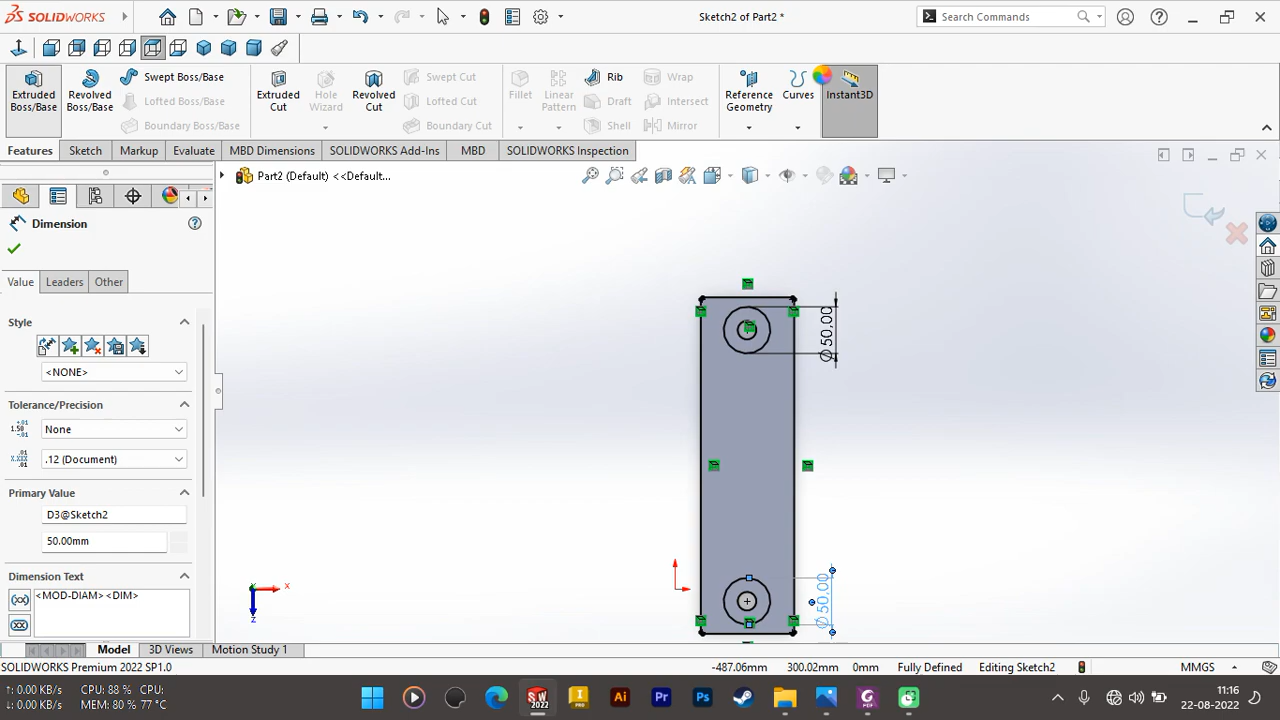 SOLIDWORKS
Sketch2 of Part2 *
Search Commands
Extruded Boss/Base
Revolved Boss/Base
Swept Boss/Base
Lofted Boss/Base
Boundary Boss/Base
Extruded Cut
Hole Wizard
Revolved Cut
Swept Cut
Lofted Cut
Boundary Cut
Fillet
Linear Pattern
Rib
Draft
Shell
Wrap
Intersect
Mirror
Reference Geometry
Curves
Instant3D
Features Sketch Markup Evaluate MBD Dimensions SOLIDWORKS Add-Ins MBD SOLIDWORKS Inspection
Part2 (Default) <<Default...
Dimension
Value Leaders Other
Style
<NONE>
Tolerance/Precision
None
.12 (Document)
Primary Value
D3@Sketch2
50.00mm
Dimension Text
<MOD-DIAM> <DIM>
∅50,00
∅50,00
x
z
Model 3D Views Motion Study 1
SOLIDWORKS Premium 2022 SP1.0
-487.06mm 300.02mm 0mm Fully Defined Editing Sketch2 MMGS
↑: 0.00 KB/s CPU: 88 % CPU:
↓: 0.00 KB/s MEM: 85 % 77 °C
11:16
22-08-2022